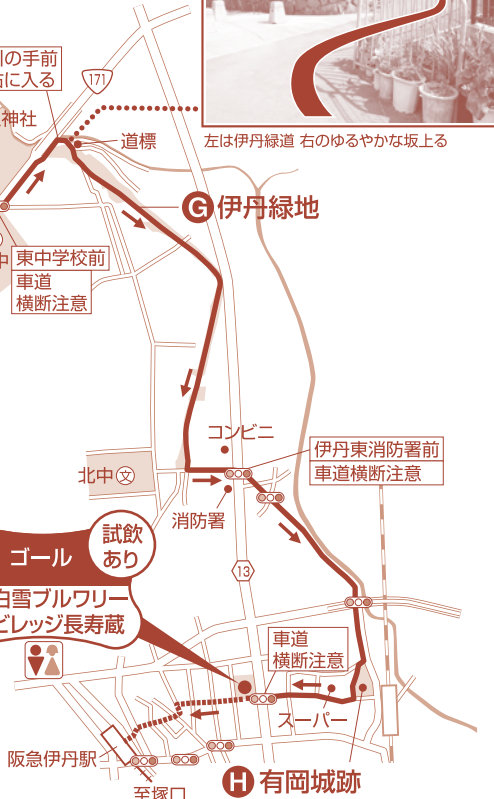 の手前
に入る
171
神社
道標
左は伊丹緑道 右のゆるやかな坂上る
G 伊丹緑地
東中学校前
車道
横断注意
中
コンビニ
伊丹東消防署前
車道横断注意
北中 文
消防署
試飲
あり
ゴール
13
白雪ブルワリー
ビレッジ長寿蔵
車道
横断注意
スーパー
阪急伊丹駅
至塚口
H 有岡城跡